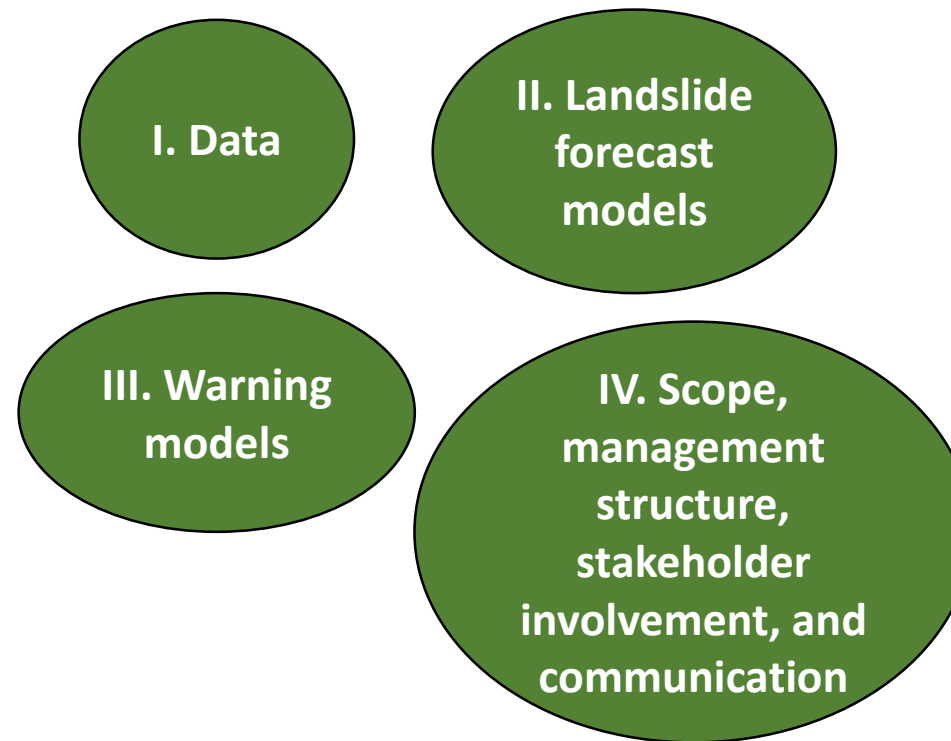 I. Data
II. Landslide
forecast
models
III. Warning
models
IV. Scope,
management
structure,
stakeholder
involvement, and
communication